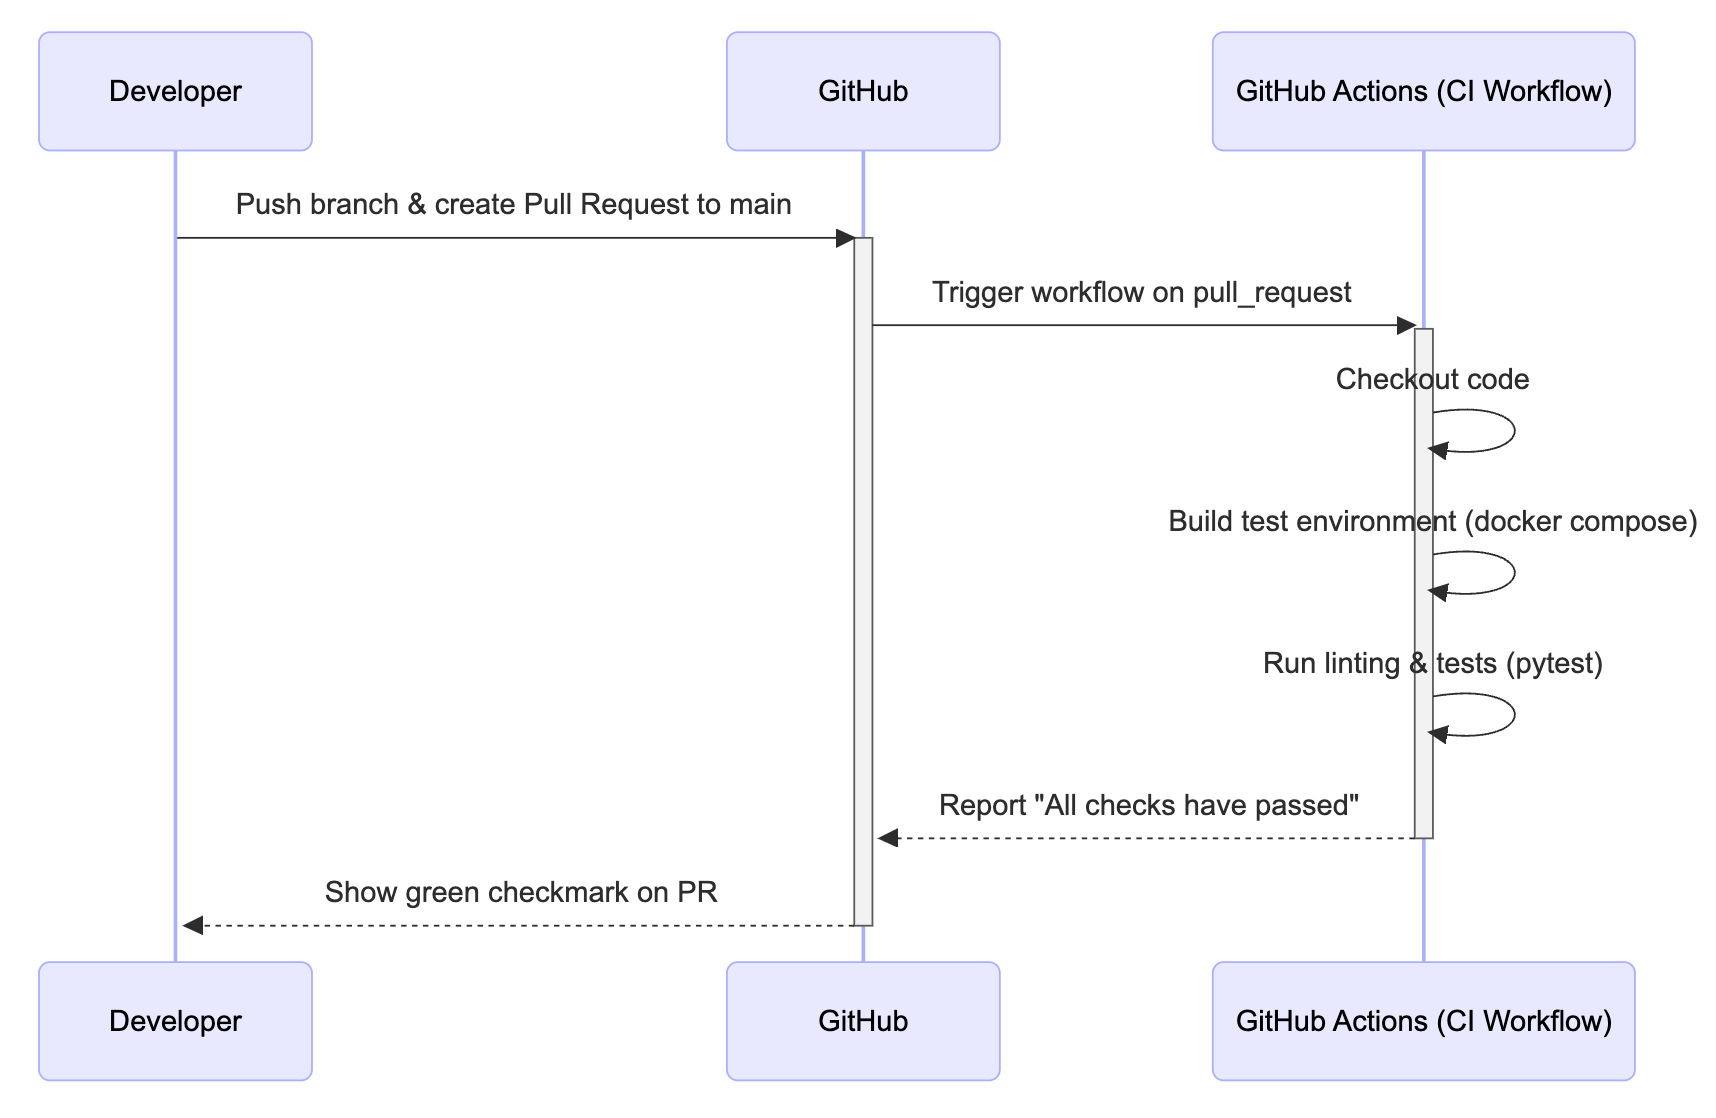 Developer
GitHub
GitHub Actions (CI Workflow)
Push branch & create Pull Request to main
Trigger workflow on pull_request
Checkout code
Build test environment (docker compose)
Run linting & tests (pytest)
Report "All checks have passed"
Show green checkmark on PR
Developer
GitHub
GitHub Actions (CI Workflow)